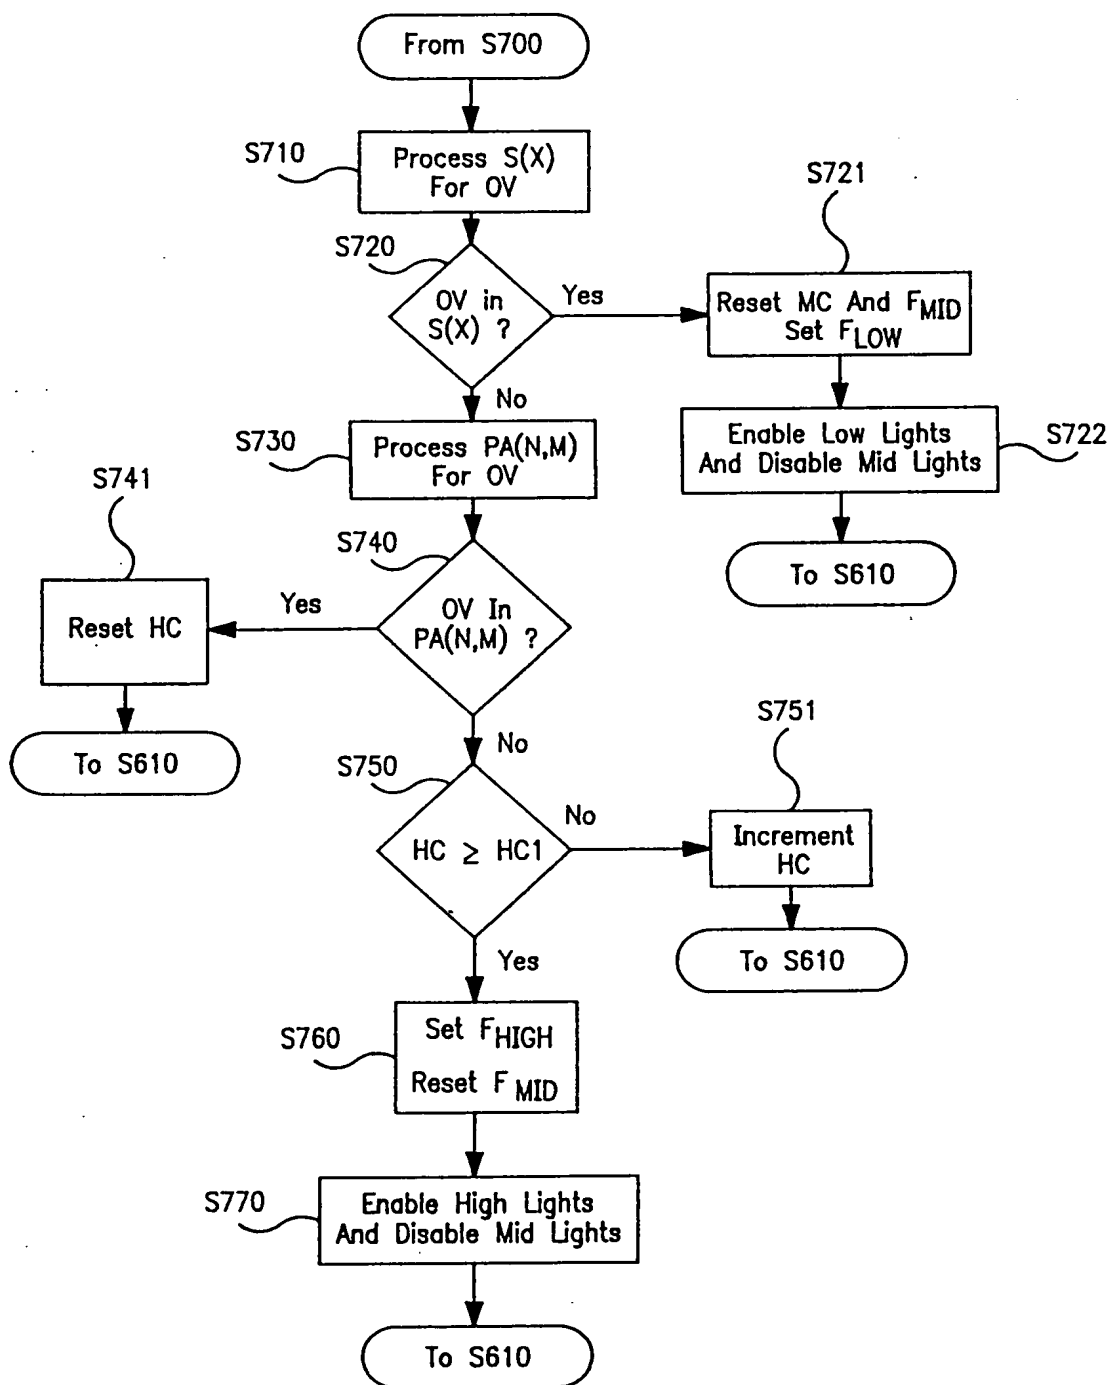 From S700
S710
Process S(X)
For OV
S721
S720
OV in
S(X) ?
Yes
Reset MC And FMID
Set FLOW
No
S730
Process PA(N,M)
For OV
Enable Low Lights
And Disable Mid Lights
S722
S741
S740
To S610
Reset HC
Yes
OV In
PA(N,M) ?
No
To S610
S750
S751
HC ≥ HC1
No
Increment
HC
Yes
To S610
S760
Set FHIGH
Reset FMID
S770
Enable High Lights
And Disable Mid Lights
To S610